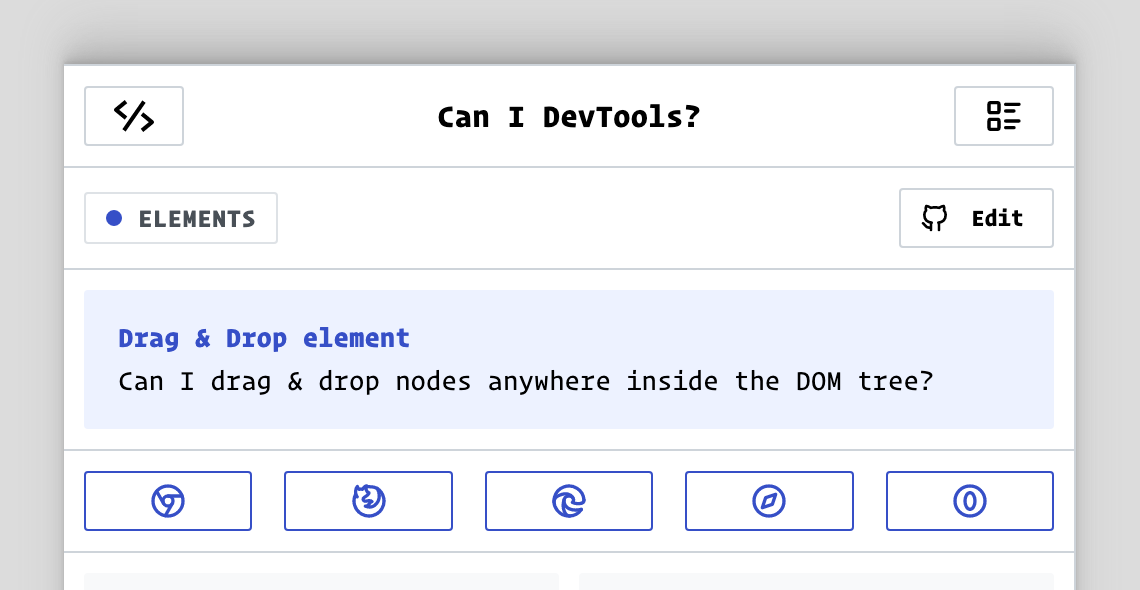 Can I DevTools?
ELEMENTS
Edit
Drag & Drop element
Can I drag & drop nodes anywhere inside the DOM tree?